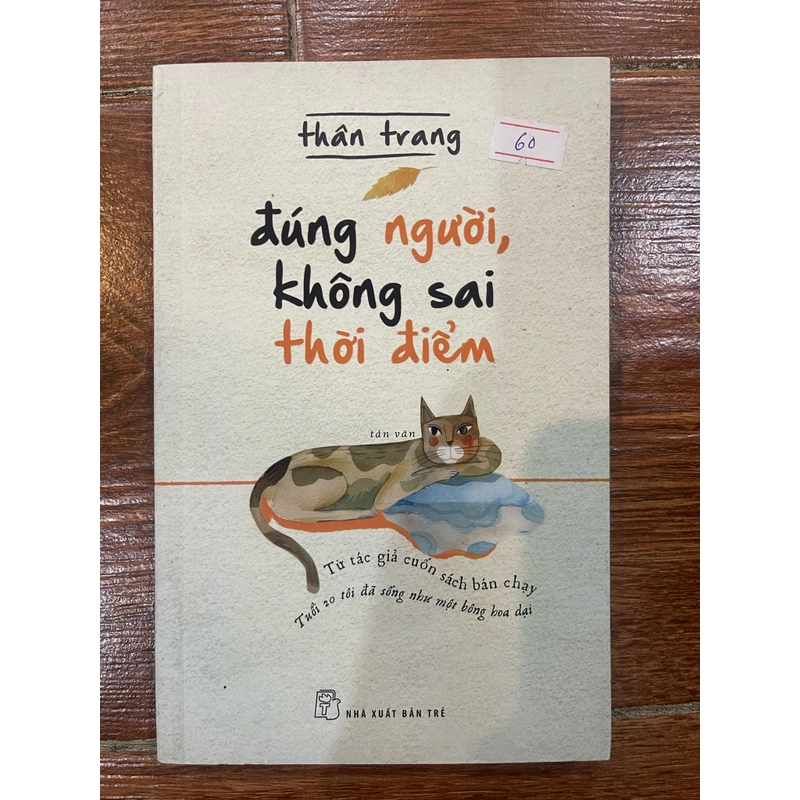 thân trang
60
đúng người,
không sai
thời điểm
tản văn
Từ tác giả cuốn sách bán chạy
Tuổi 20 tôi đã sống như một bông hoa dại
NHÀ XUẤT BẢN TRẺ